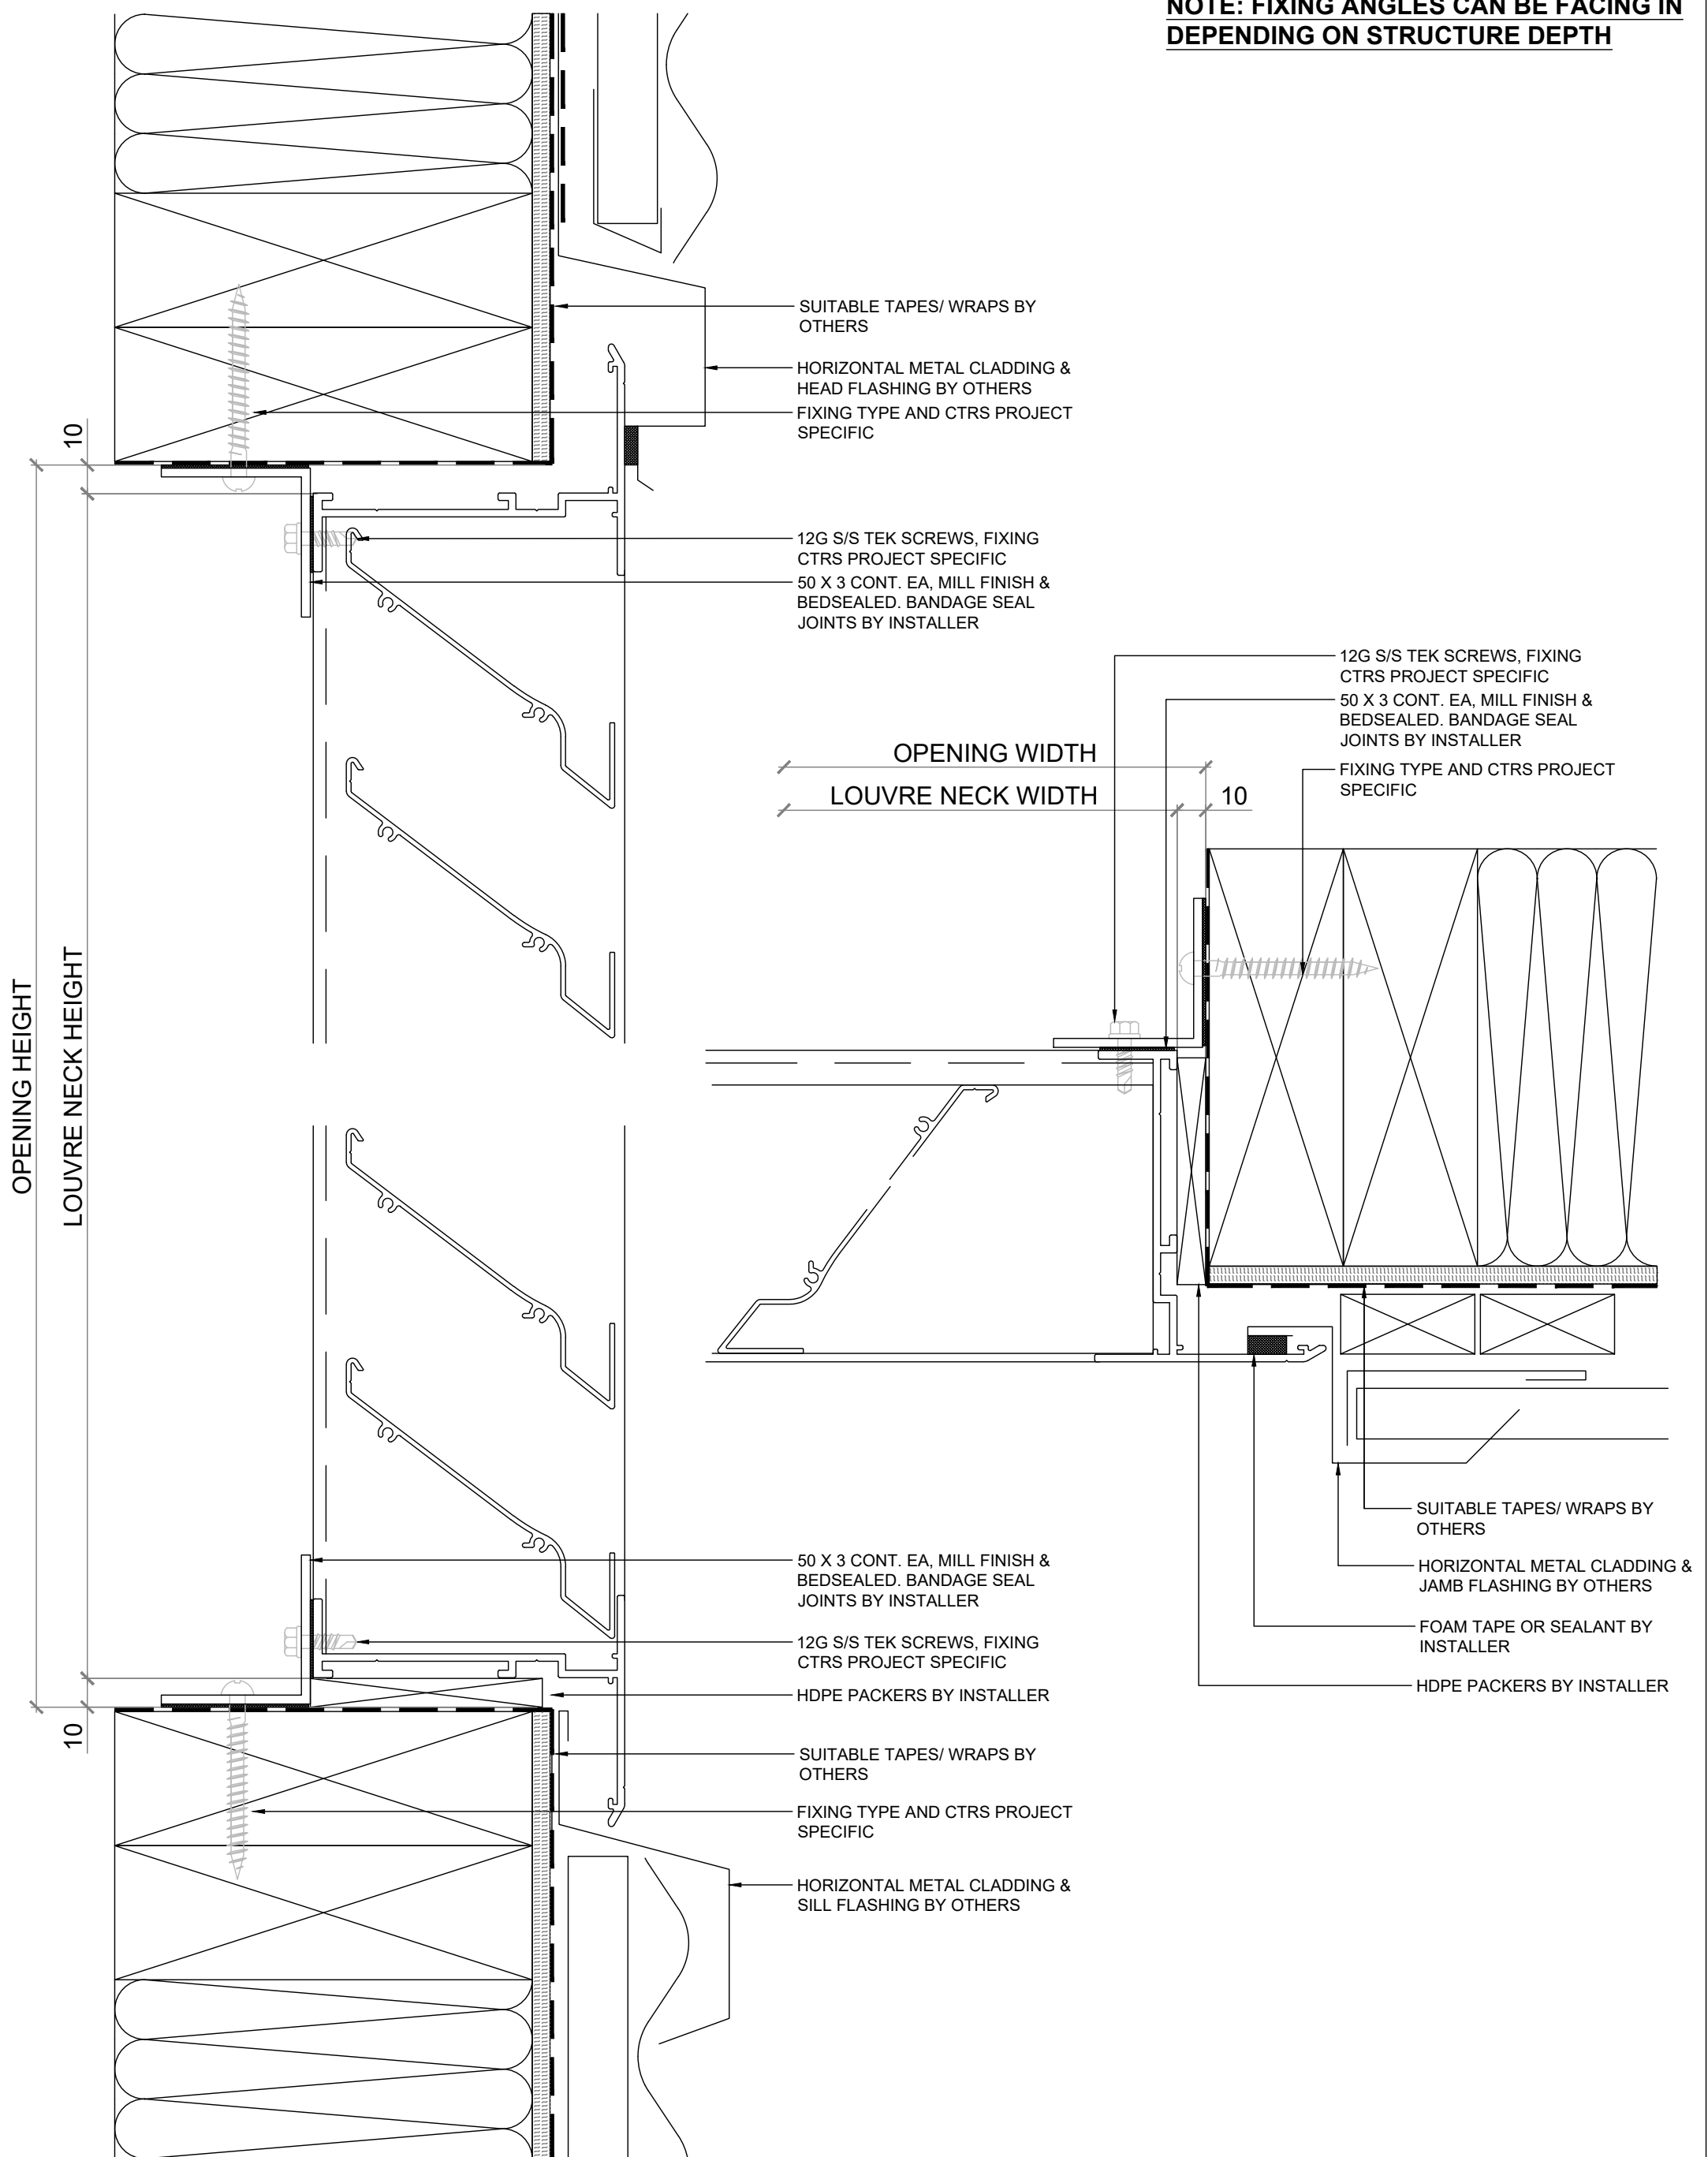 NOTE: FIXING ANGLES CAN BE FACING IN
DEPENDING ON STRUCTURE DEPTH
SUITABLE TAPES/ WRAPS BY
OTHERS
HORIZONTAL METAL CLADDING &
HEAD FLASHING BY OTHERS
FIXING TYPE AND CTRS PROJECT
SPECIFIC
10
12G S/S TEK SCREWS, FIXING
CTRS PROJECT SPECIFIC
50 X 3 CONT. EA, MILL FINISH &
BEDSEALED. BANDAGE SEAL
JOINTS BY INSTALLER
OPENING HEIGHT
LOUVRE NECK HEIGHT
12G S/S TEK SCREWS, FIXING
CTRS PROJECT SPECIFIC
50 X 3 CONT. EA, MILL FINISH &
BEDSEALED. BANDAGE SEAL
JOINTS BY INSTALLER
FIXING TYPE AND CTRS PROJECT
SPECIFIC
OPENING WIDTH
LOUVRE NECK WIDTH
10
SUITABLE TAPES/ WRAPS BY
OTHERS
HORIZONTAL METAL CLADDING &
JAMB FLASHING BY OTHERS
FOAM TAPE OR SEALANT BY
INSTALLER
HDPE PACKERS BY INSTALLER
50 X 3 CONT. EA, MILL FINISH &
BEDSEALED. BANDAGE SEAL
JOINTS BY INSTALLER
12G S/S TEK SCREWS, FIXING
CTRS PROJECT SPECIFIC
HDPE PACKERS BY INSTALLER
10
SUITABLE TAPES/ WRAPS BY
OTHERS
FIXING TYPE AND CTRS PROJECT
SPECIFIC
HORIZONTAL METAL CLADDING &
SILL FLASHING BY OTHERS